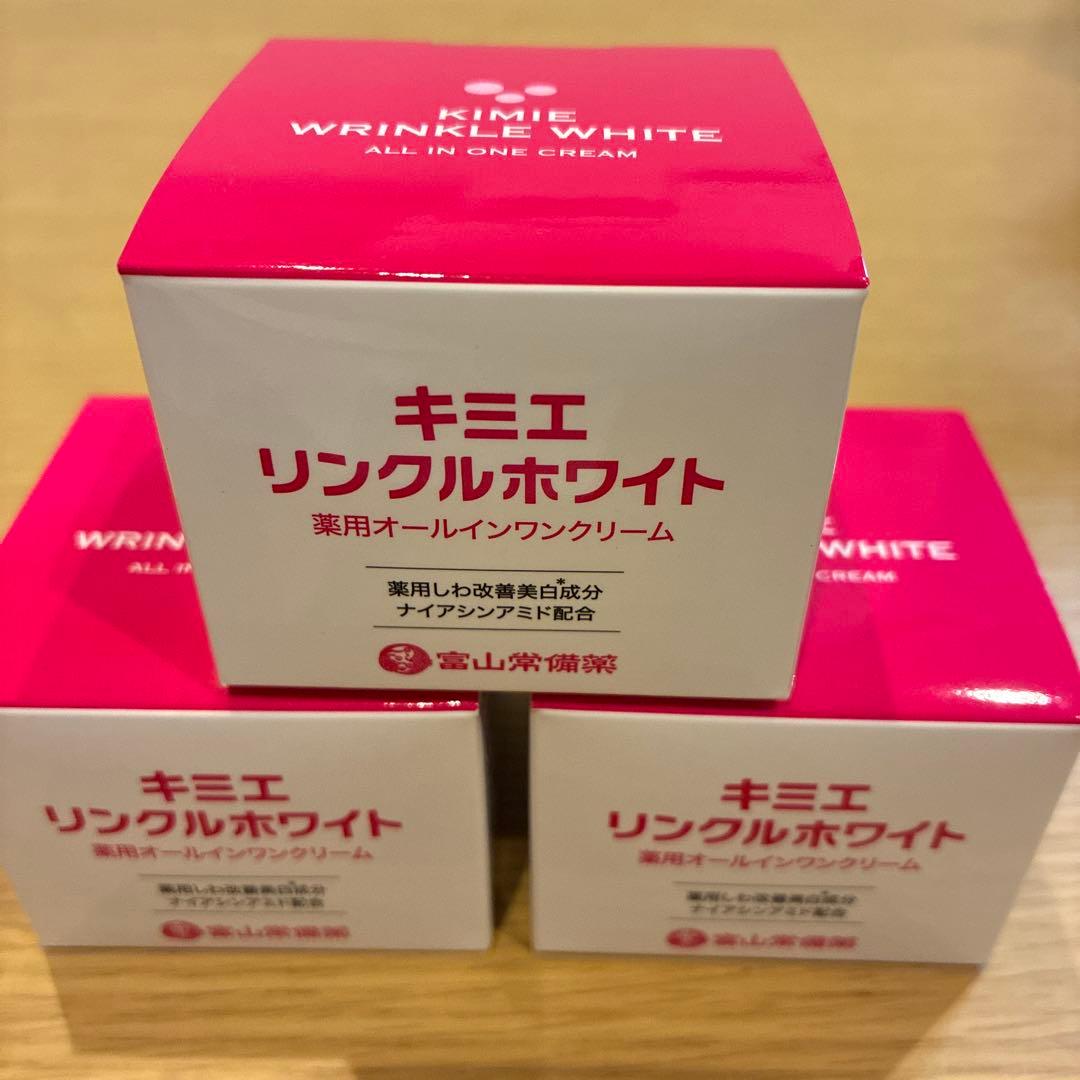 KIMIE
WRINKLE WHITE
ALL IN ONE CREAM
キミエ
リンクルホワイト
薬用オールインワンクリーム
薬用しわ改善美白*成分
ナイアシンアミド配合
富山常備薬
WRIN
ALL IN
キミエ
リンクルホワイト
薬用オールインワンクリーム
薬用しわ改善美白*成分
ナイアシンアミド配合
富山常備薬
E
WHITE
CREAM
キミエ
リンクルホワイト
薬用オールインワンクリーム
薬用しわ改善美白*成分
ナイアシンアミド配合
富山常備薬